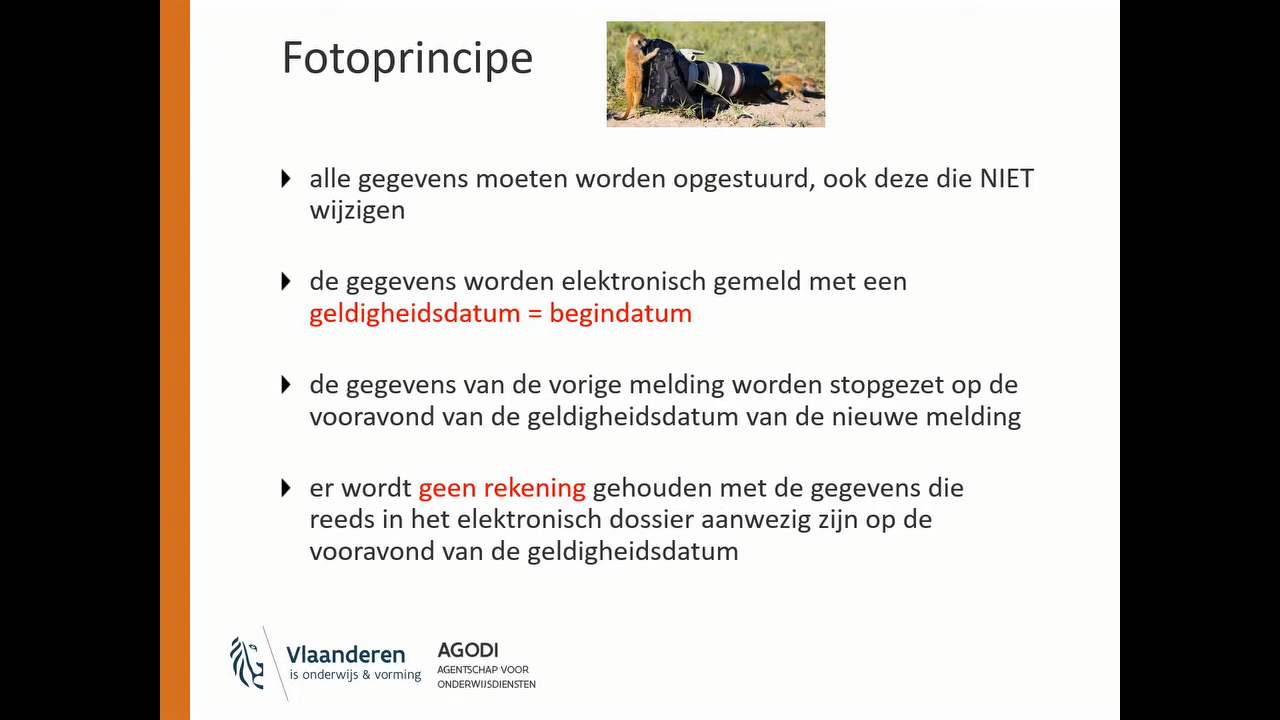 Fotoprincipe
alle gegevens moeten worden opgestuurd, ook deze die NIET
wijzigen
de gegevens worden elektronisch gemeld met een
geldigheidsdatum = begindatum
de gegevens van de vorige melding worden stopgezet op de
vooravond van de geldigheidsdatum van de nieuwe melding
er wordt geen rekening gehouden met de gegevens die
reeds in het elektronisch dossier aanwezig zijn op de
vooravond van de geldigheidsdatum
Vlaanderen
is onderwijs & vorming
AGODI
AGENTSCHAP VOOR
ONDERWIJSDIENSTEN